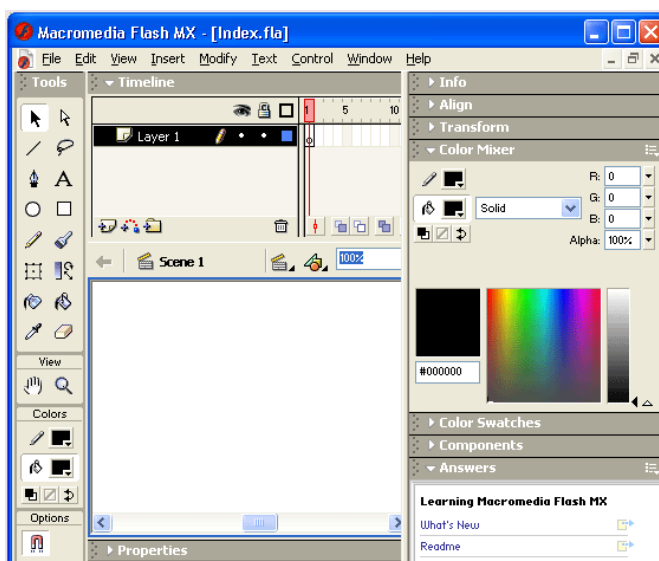 Macromedia Flash MX - [Index.fla]
File Edit View Insert Modify Text Control Window Help
Tools
Timeline
1 5 10
Layer 1
Scene 1
100%
A
View
Colors
Options
Properties
Info
Align
Transform
Color Mixer
R: 0
G: 0
Solid
B: 0
Alpha: 100%
#000000
Color Swatches
Components
Answers
Learning Macromedia Flash MX
What's New
Readme